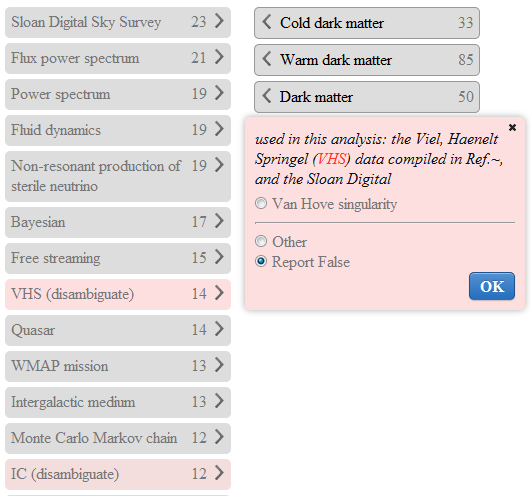 Sloan Digital Sky Survey 23
Flux power spectrum 21
Power spectrum 19
Fluid dynamics 19
Non-resonant production of 19
sterile neutrino
Bayesian 17
Free streaming 15
VHS (disambiguate) 14
Quasar 14
WMAP mission 13
Intergalactic medium 13
Monte Carlo Markov chain 12
IC (disambiguate) 12
Cold dark matter 33
Warm dark matter 85
Dark matter 50
used in this analysis: the Viel, Haenelt
Springel (VHS) data compiled in Ref.~,
and the Sloan Digital
Van Hove singularity
Other
Report False
OK